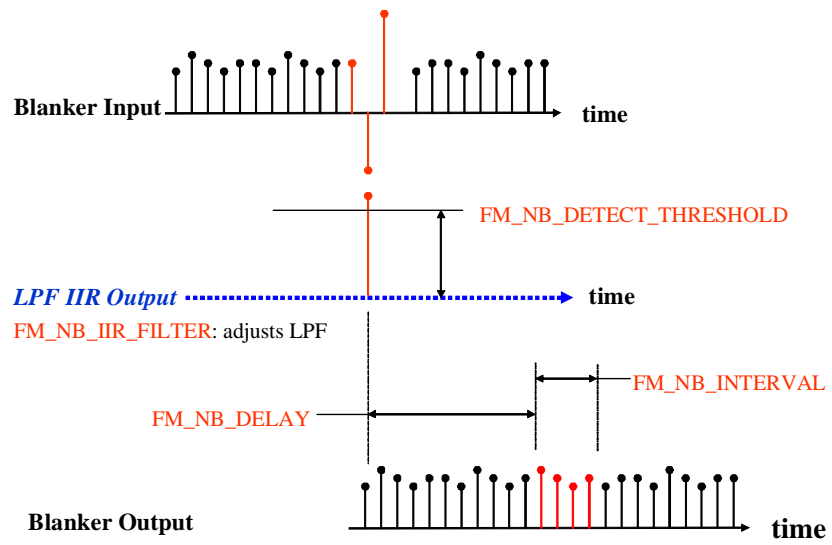 Blanker Input
time
FM_NB_DETECT_THRESHOLD
LPF IIR Output
time
FM_NB_IIR_FILTER: adjusts LPF
FM_NB_INTERVAL
FM_NB_DELAY
Blanker Output
time